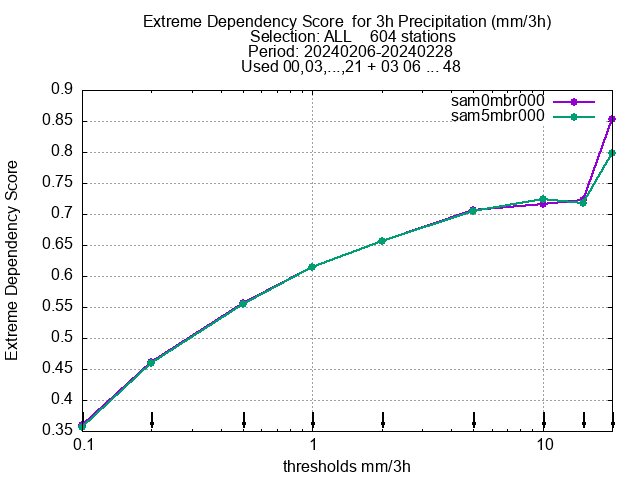 Extreme Dependency Score  for 3h Precipitation (mm/3h)
Selection: ALL    604 stations
Period: 20240206-20240228
Used 00,03,...,21 + 03 06 ... 48
sam0mbr000
sam5mbr000
0.9
0.85
0.8
0.75
0.7
0.65
0.6
0.55
0.5
0.45
0.4
0.35
Extreme Dependency Score
0.1
1
10
thresholds mm/3h